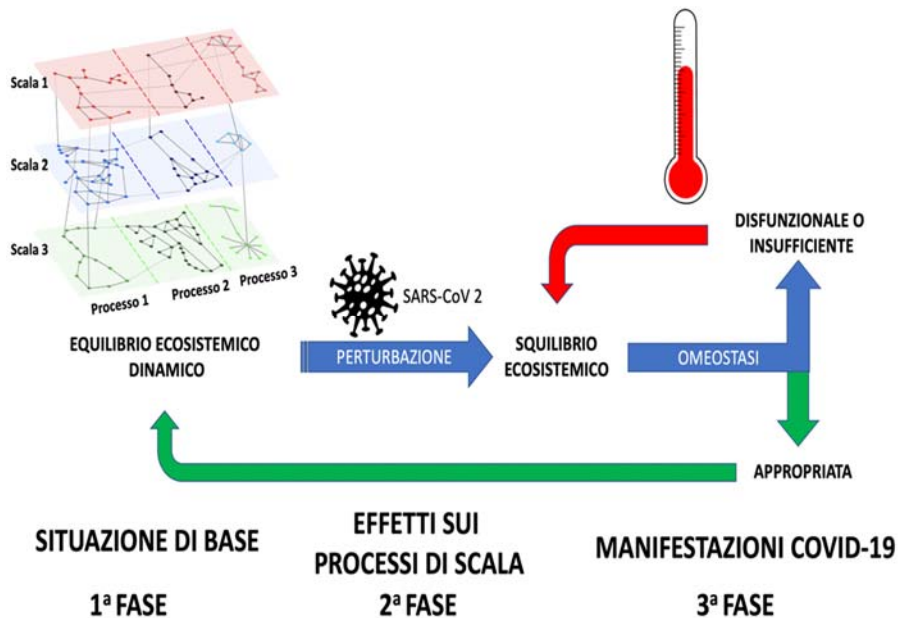 Scala 1
Scala 2
Scala 3
Processo 1
Processo 2
Processo 3
SARS-CoV 2
DISFUNZIONALE O
INSUFFICIENTE
EQUILIBRIO ECOSISTEMICO
DINAMICO
PERTURBAZIONE
SQUILIBRIO
ECOSISTEMICO
OMEOSTASI
APPROPRIATA
SITUAZIONE DI BASE
1ª FASE
EFFETTI SUI
PROCESSI DI SCALA
2ª FASE
MANIFESTAZIONI COVID-19
3ª FASE